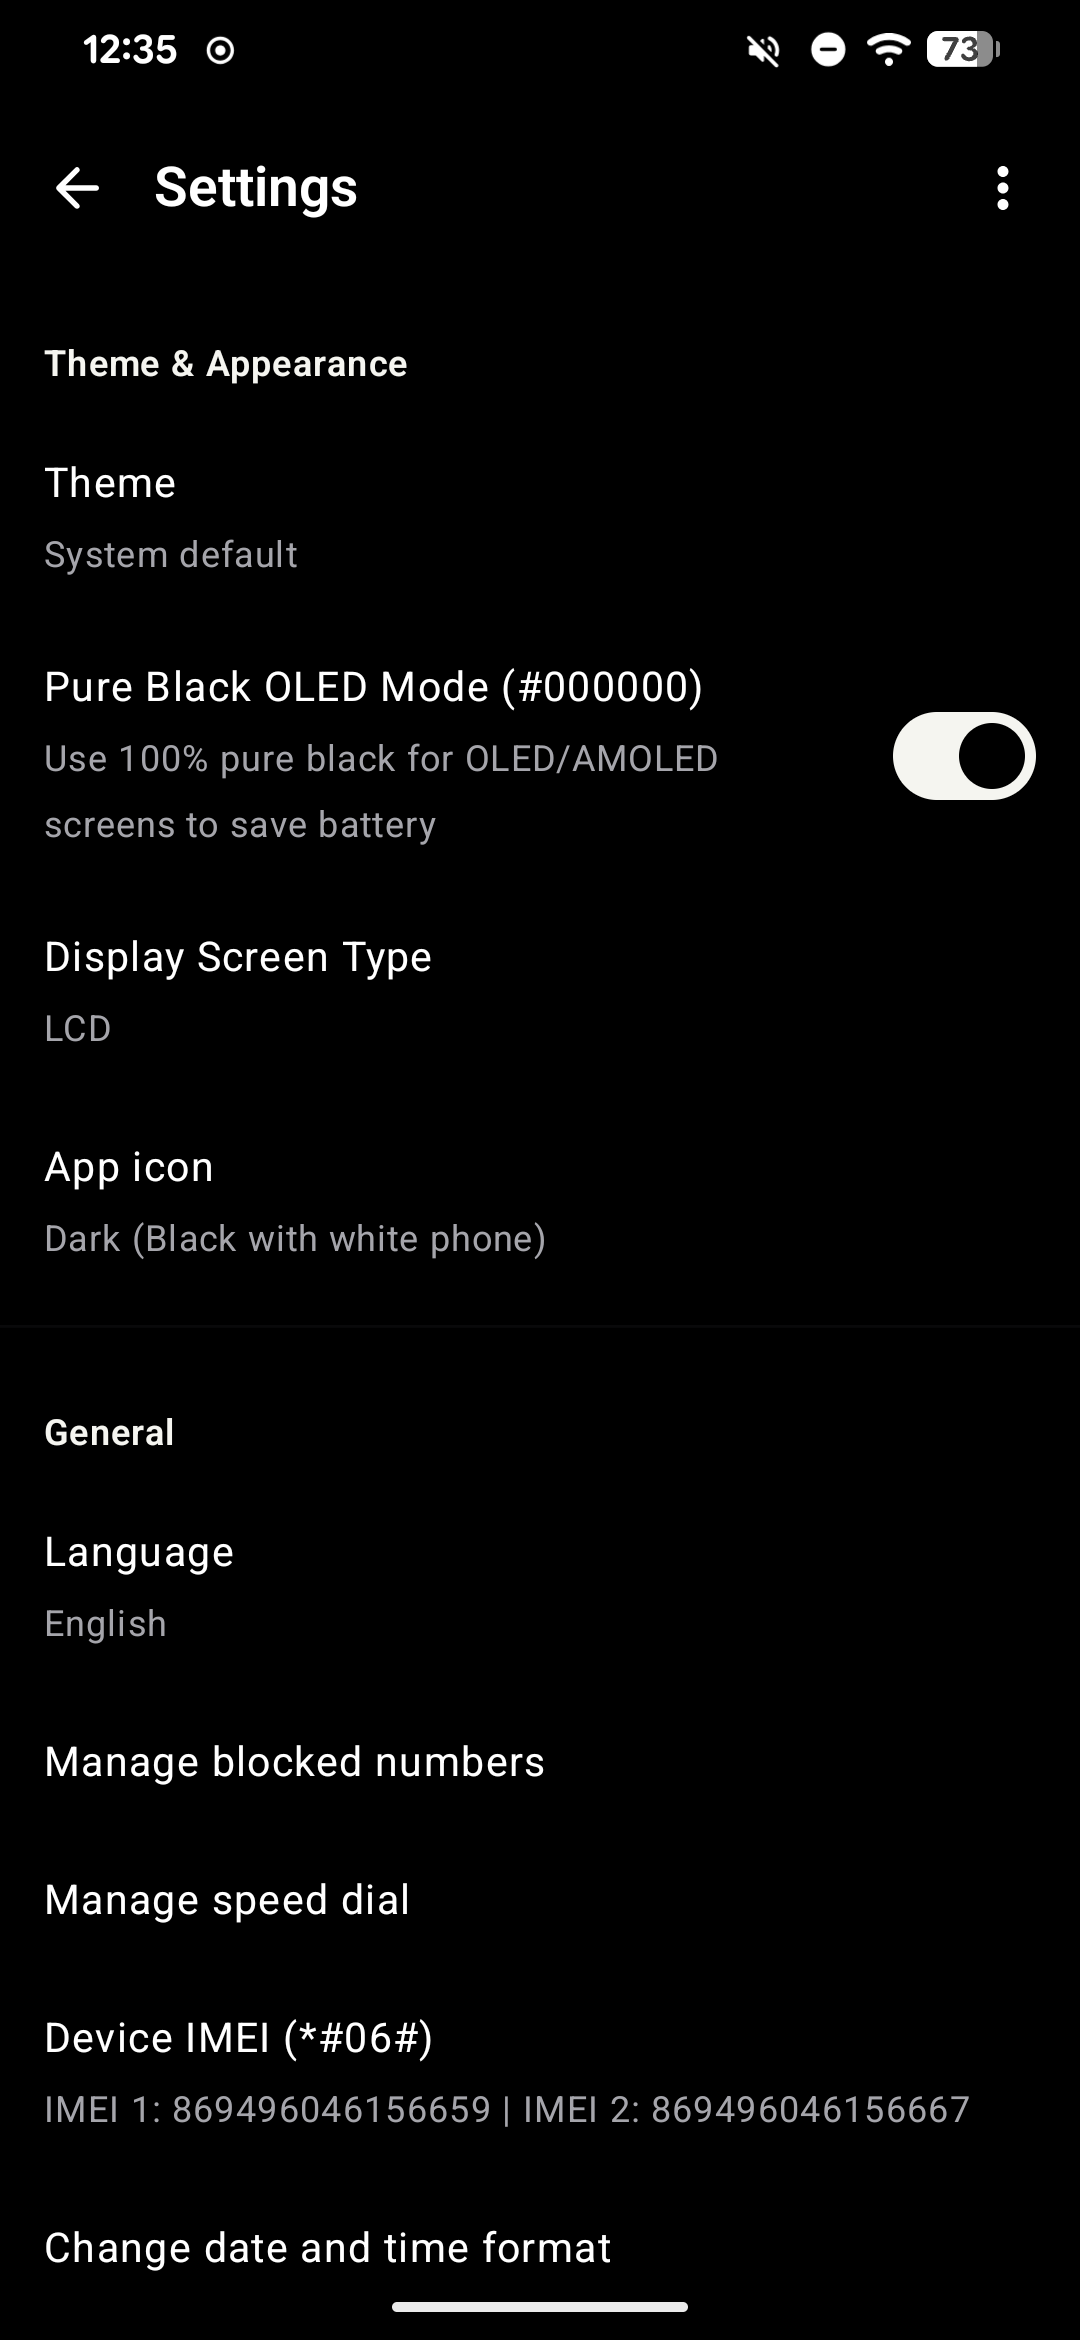 12:35
73
Settings
Theme & Appearance
Theme
System default
Pure Black OLED Mode (#000000)
Use 100% pure black for OLED/AMOLED
screens to save battery
Display Screen Type
LCD
App icon
Dark (Black with white phone)
General
Language
English
Manage blocked numbers
Manage speed dial
Device IMEI (*#06#)
IMEI 1: 869496046156659 | IMEI 2: 869496046156667
Change date and time format